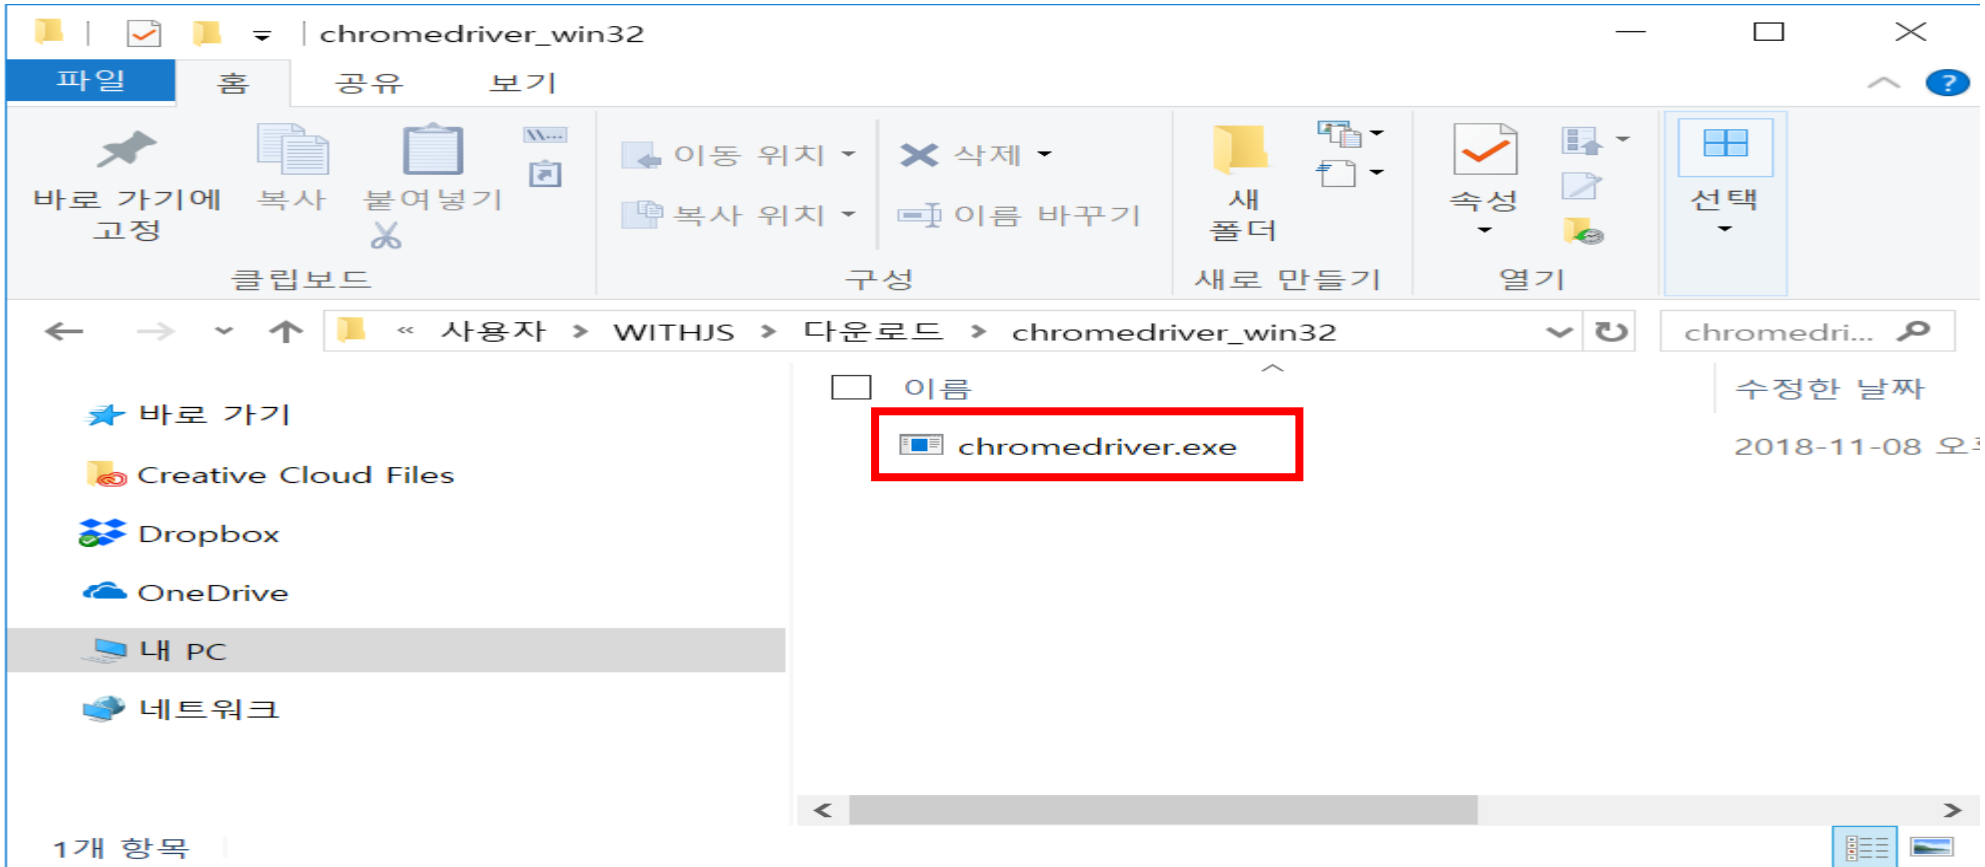 chromedriver_win32
파일 홈 공유 보기
바로 가기에 고정
복사
붙여넣기
이동 위치
복사 위치
삭제
이름 바꾸기
새 폴더
속성
선택
클립보드 구성 새로 만들기 열기
« 사용자 > WITHJS > 다운로드 > chromedriver_win32
chromedri...
이름 수정한 날짜
chromedriver.exe 2018-11-08
바로 가기
Creative Cloud Files
Dropbox
OneDrive
내 PC
네트워크
1개 항목